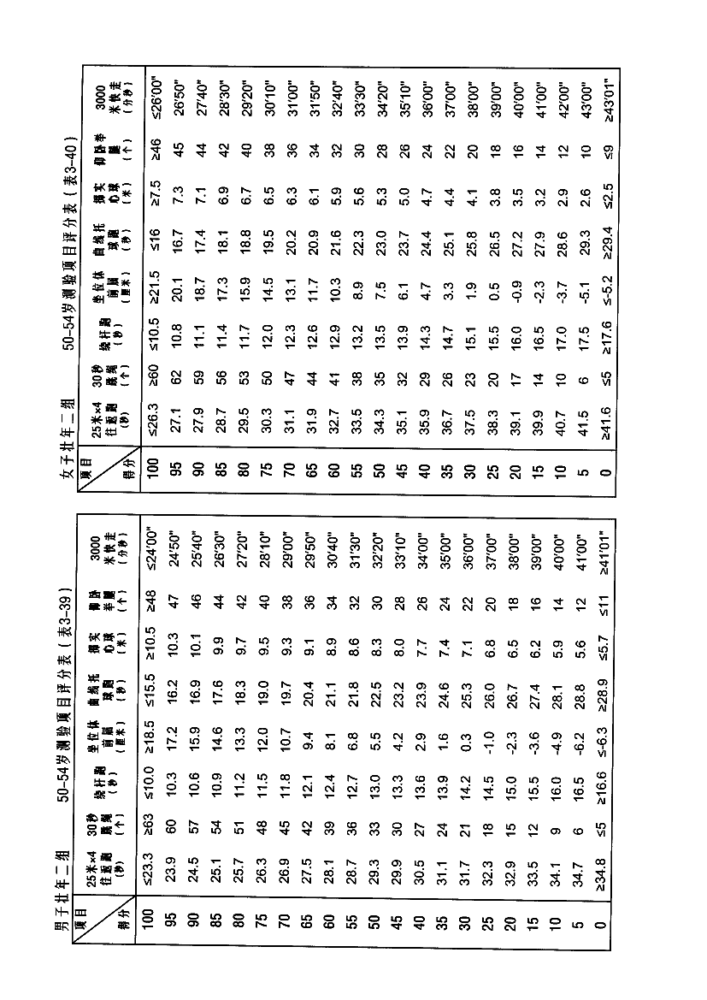 男子壮年二组 50-54岁测验项目评分表(表3-39)
项目 得分 25米×4往返跑(秒) 30秒跳绳(个) 绕杆跑(秒) 坐位体前屈(厘米) 曲线托球跑(秒) 掷实心球(米) 仰卧举腿(个) 3000米快走(分秒)
100 ≤23.3 ≥63 ≤10.0 ≥18.5 ≤15.5 ≥10.5 ≥48 ≤24'00"
95 23.9 60 10.3 17.2 16.2 10.3 47 24'50"
90 24.5 57 10.6 15.9 16.9 10.1 46 25'40"
85 25.1 54 10.9 14.6 17.6 9.9 44 26'30"
80 25.7 51 11.2 13.3 18.3 9.7 42 27'20"
75 26.3 48 11.5 12.0 19.0 9.5 40 28'10"
70 26.9 45 11.8 10.7 19.7 9.3 38 29'00"
65 27.5 42 12.1 9.4 20.4 9.1 36 29'50"
60 28.1 39 12.4 8.1 21.1 8.9 34 30'40"
55 28.7 36 12.7 6.8 21.8 8.6 32 31'30"
50 29.3 33 13.0 5.5 22.5 8.3 30 32'20"
45 29.9 30 13.3 4.2 23.2 8.0 28 33'10"
40 30.5 27 13.6 2.9 23.9 7.7 26 34'00"
35 31.1 24 13.9 1.6 24.6 7.4 24 35'00"
30 31.7 21 14.2 0.3 25.3 7.1 22 36'00"
25 32.3 18 14.5 -1.0 26.0 6.8 20 37'00"
20 32.9 15 15.0 -2.3 26.7 6.5 18 38'00"
15 33.5 12 15.5 -3.6 27.4 6.2 16 39'00"
10 34.1 9 16.0 -4.9 28.1 5.9 14 40'00"
5 34.7 6 16.5 -6.2 28.8 5.6 12 41'00"
0 ≥34.8 ≤5 ≥16.6 ≤-6.3 ≥28.9 ≤5.7 ≤11 ≥41'01"
女子壮年二组 50-54岁测验项目评分表(表3-40)
项目 得分 25米×4往返跑(秒) 30秒跳绳(个) 绕杆跑(秒) 坐位体前屈(厘米) 曲线托球跑(秒) 掷实心球(米) 仰卧举腿(个) 3000米快走(分秒)
100 ≤26.3 ≥60 ≤10.5 ≥21.5 ≤16 ≥7.5 ≥46 ≤26'00"
95 27.1 62 10.8 20.1 16.7 7.3 45 26'50"
90 27.9 59 11.1 18.7 17.4 7.1 44 27'40"
85 28.7 56 11.4 17.3 18.1 6.9 42 28'30"
80 29.5 53 11.7 15.9 18.8 6.7 40 29'20"
75 30.3 50 12.0 14.5 19.5 6.5 38 30'10"
70 31.1 47 12.3 13.1 20.2 6.3 36 31'00"
65 31.9 44 12.6 11.7 20.9 6.1 34 31'50"
60 32.7 41 12.9 10.3 21.6 5.9 32 32'40"
55 33.5 38 13.2 8.9 22.3 5.6 30 33'30"
50 34.3 35 13.5 7.5 23.0 5.3 28 34'20"
45 35.1 32 13.9 6.1 23.7 5.0 26 35'10"
40 35.9 29 14.3 4.7 24.4 4.7 24 36'00"
35 36.7 26 14.7 3.3 25.1 4.4 22 37'00"
30 37.5 23 15.1 1.9 25.8 4.1 20 38'00"
25 38.3 20 15.5 0.5 26.5 3.8 18 39'00"
20 39.1 17 16.0 -0.9 27.2 3.5 16 40'00"
15 39.9 14 16.5 -2.3 27.9 3.2 14 41'00"
10 40.7 10 17.0 -3.7 28.6 2.9 12 42'00"
5 41.5 6 17.5 -5.1 29.3 2.6 10 43'00"
0 ≥41.6 ≤5 ≥17.6 ≤-5.2 ≥29.4 ≤2.5 ≤9 ≥43'01"